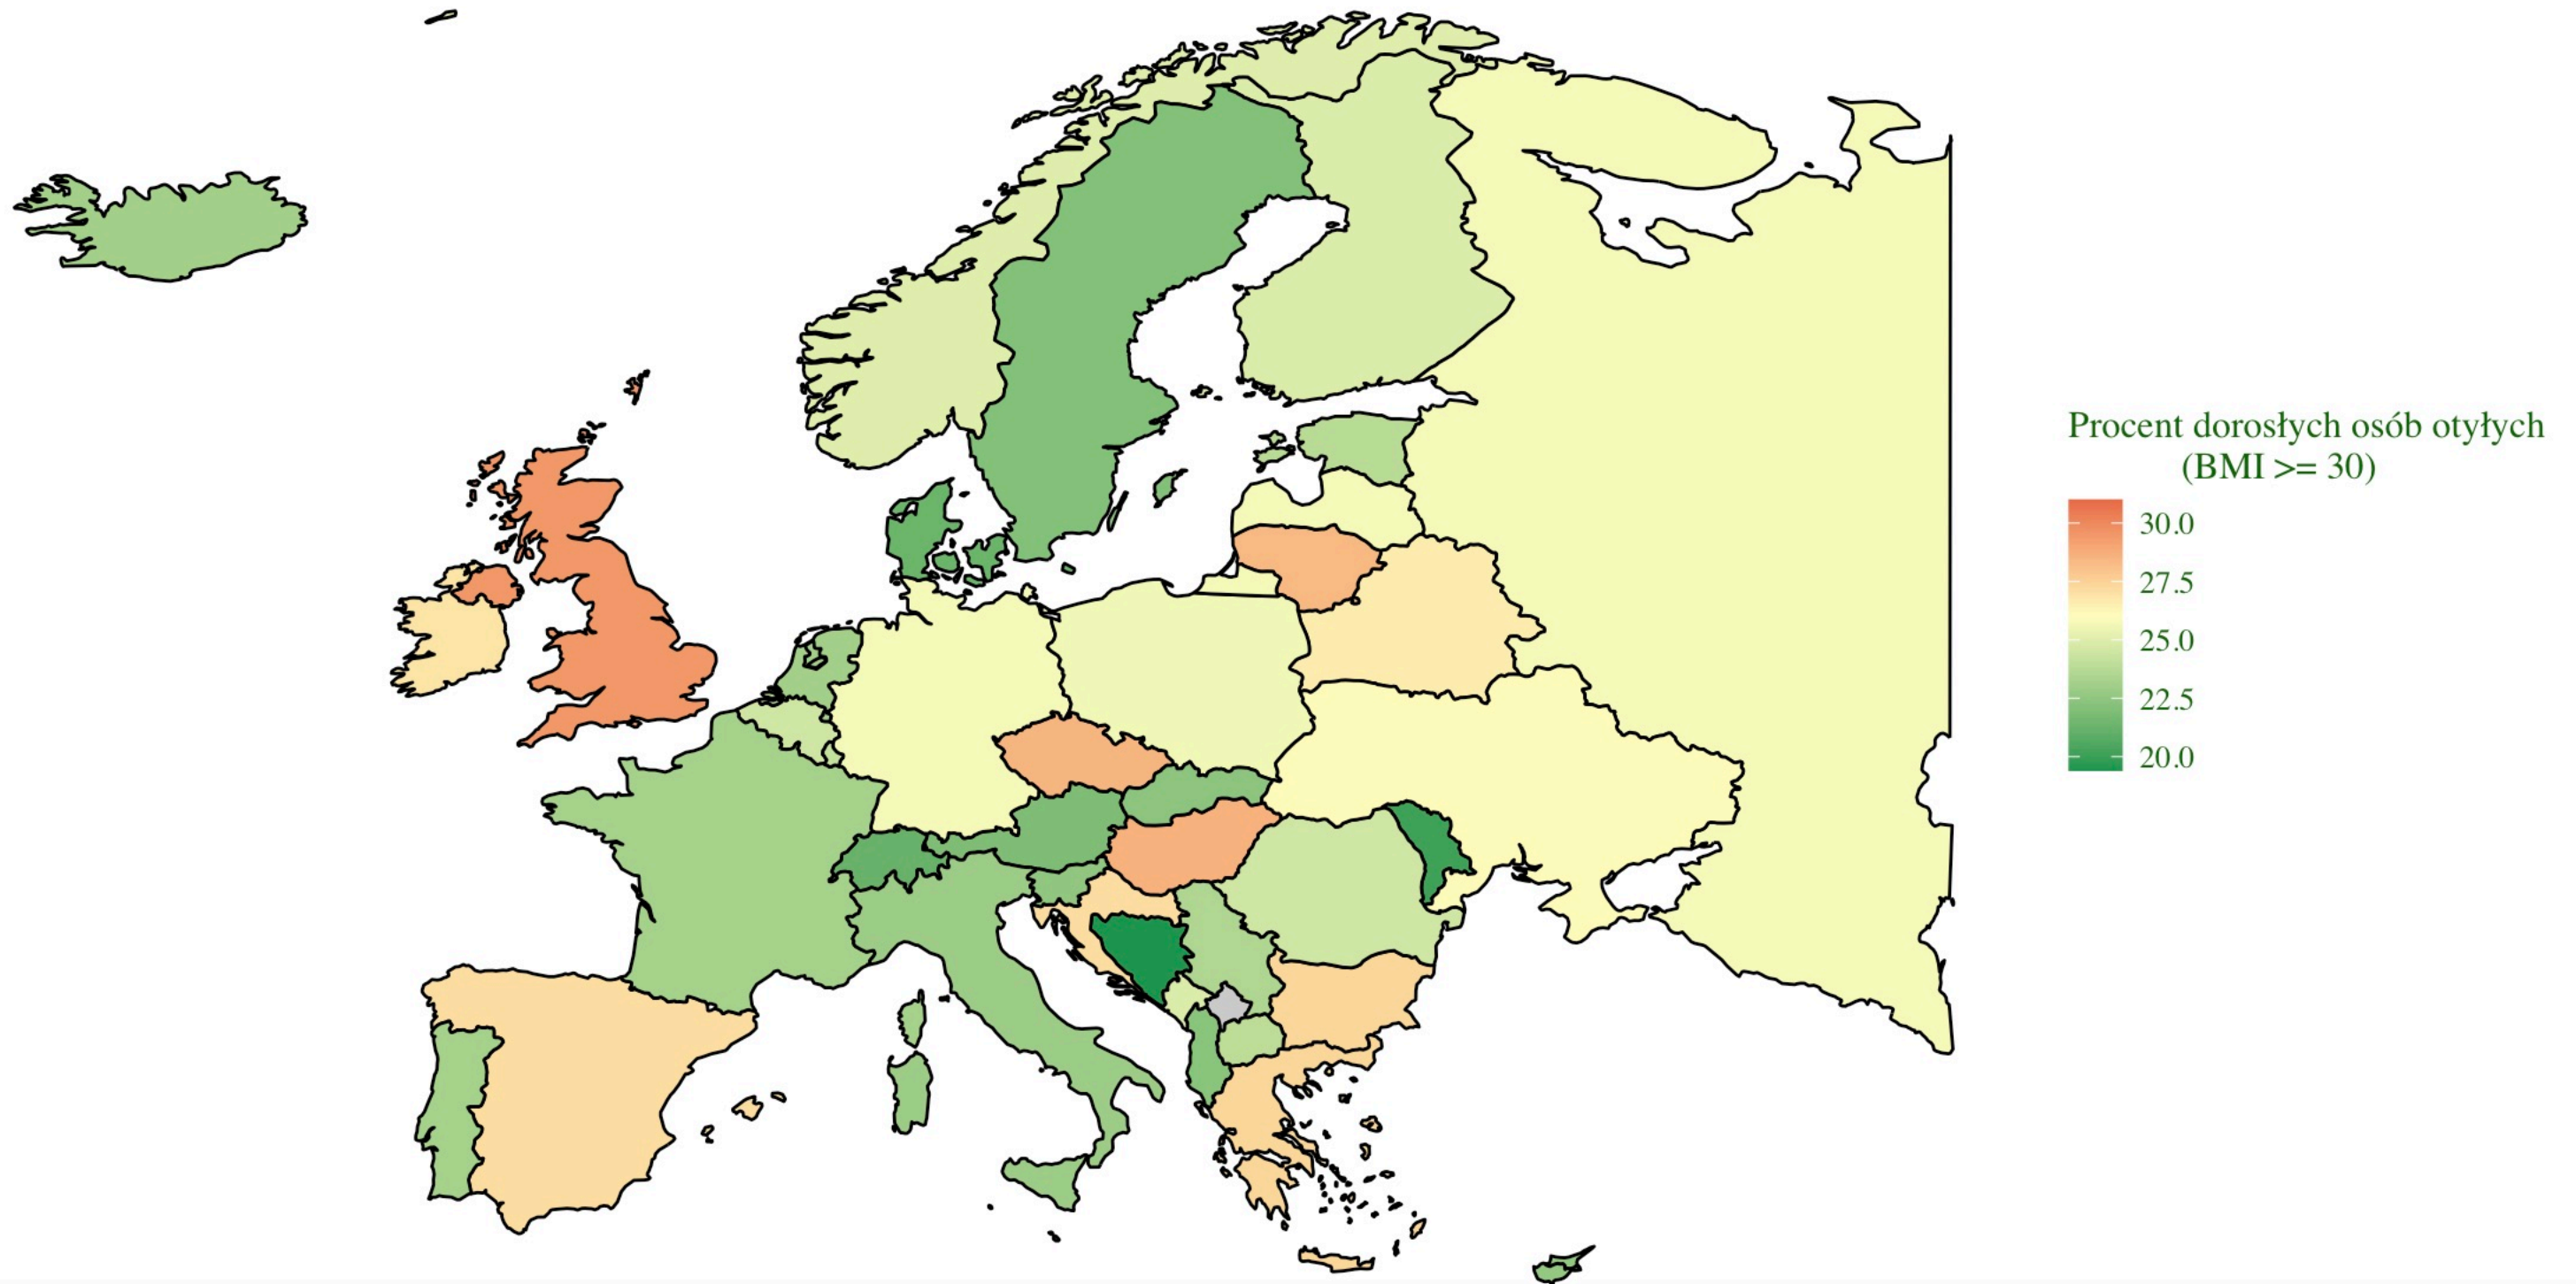 Procent dorosłych osób otyłych
(BMI >= 30)
30.0
27.5
25.0
22.5
20.0